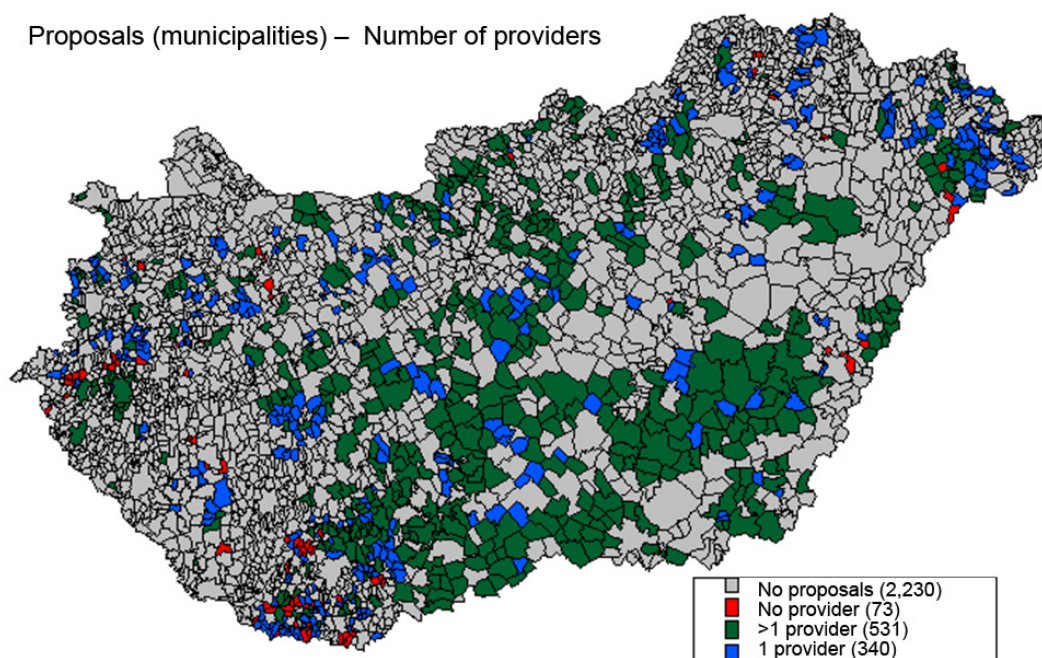 Proposals (municipalities) – Number of providers
No proposals (2,230)
No provider (73)
>1 provider (531)
1 provider (340)